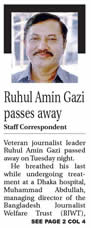 Ruhul Amin Gazi
passes away
Staff Correspondent
Veteran journalist leader
Ruhul Amin Gazi passed
away on Tuesday night.
He breathed his last
while undergoing treat-
ment at a Dhaka hospital,
Muhammad Abdullah,
managing director of the
Bangladesh Journalist
Welfare Trust (BJWT),
SEE PAGE 2 COL 4